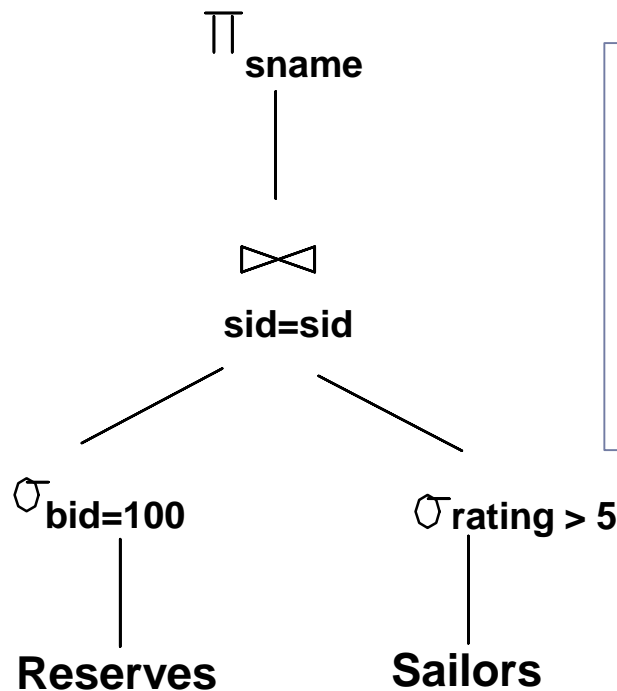 π sname
⋈
sid=sid
σ bid=100
σ rating > 5
Reserves
Sailors